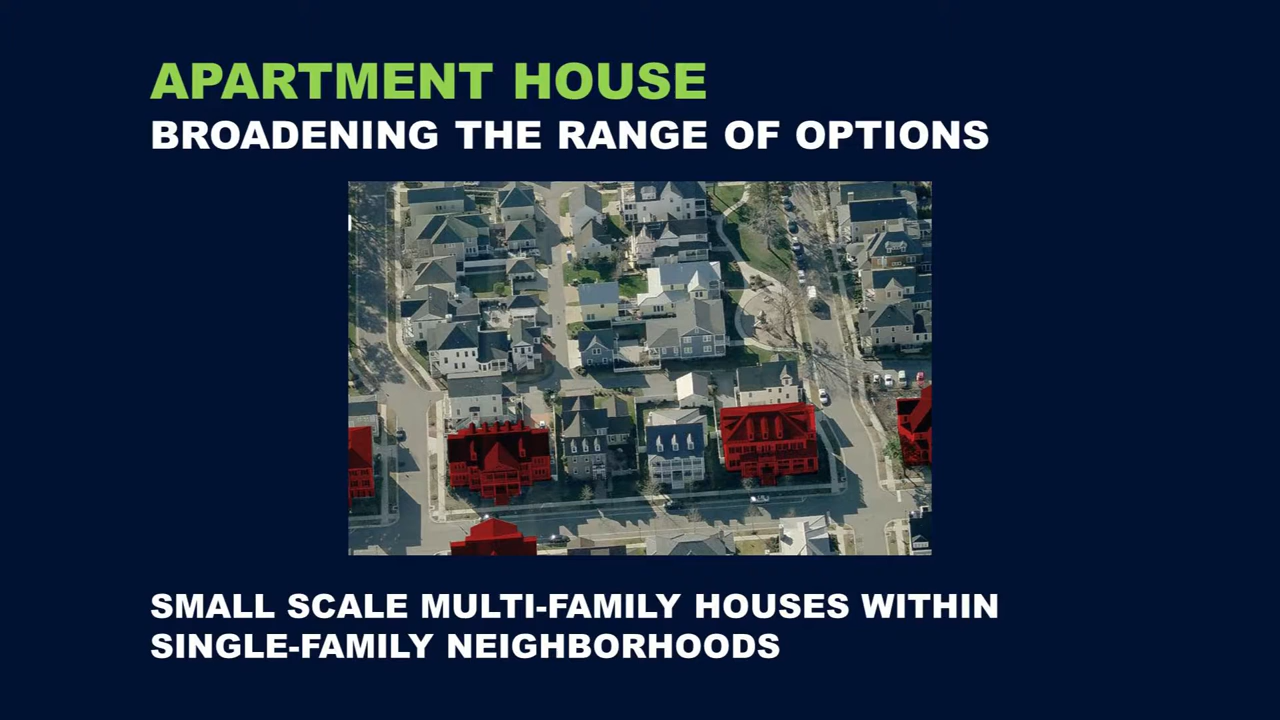 APARTMENT HOUSE
BROADENING THE RANGE OF OPTIONS
SMALL SCALE MULTI-FAMILY HOUSES WITHIN
SINGLE-FAMILY NEIGHBORHOODS